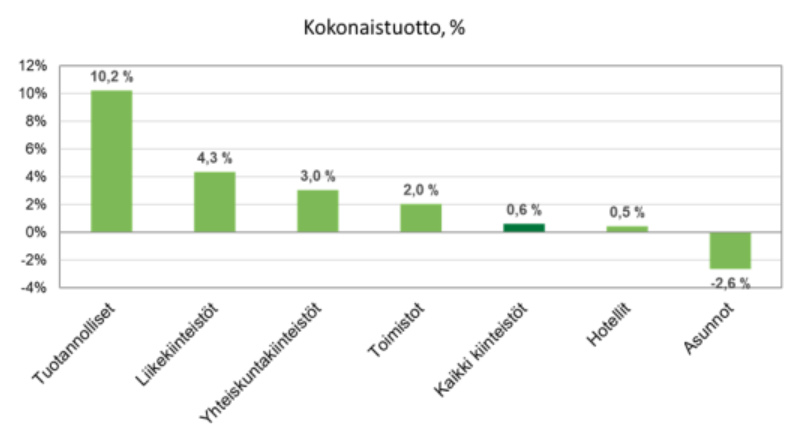 Kokonaistuotto, %
12%
10%
8%
6%
4%
2%
0%
-2%
-4%
10,2 %
4,3 %
3,0 %
2,0 %
0,6 %
0,5 %
-2,6 %
Tuotannolliset
Liikekiinteistöt
Yhteiskuntakiinteistöt
Toimistot
Kaikki kiinteistöt
Hotellit
Asunnot